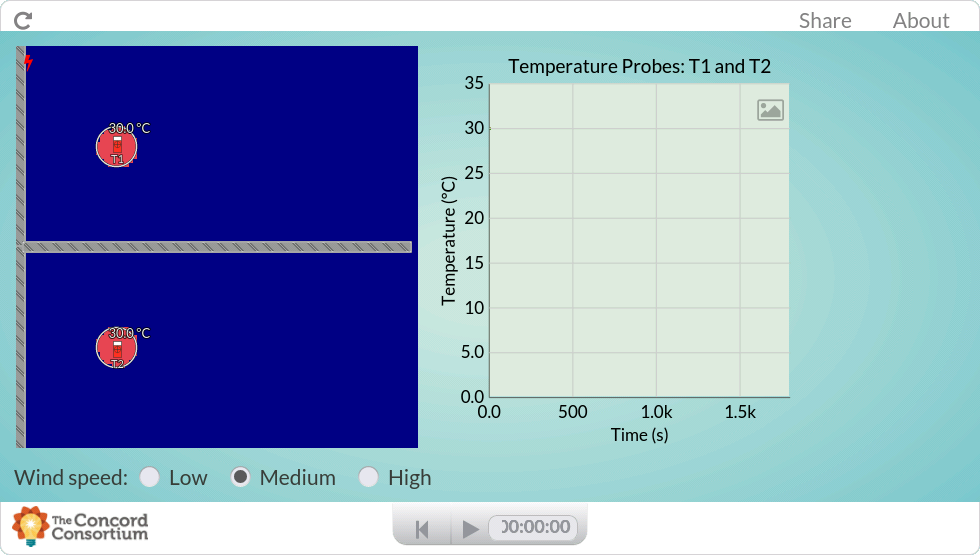 Share About
Temperature Probes: T1 and T2
35
30
25
20
15
10
5.0
0.0
Temperature (°C)
0.0 500 1.0k 1.5k
Time (s)
30.0 °C
T1
30.0 °C
T2
Wind speed: Low Medium High
The Concord
Consortium
00:00:00